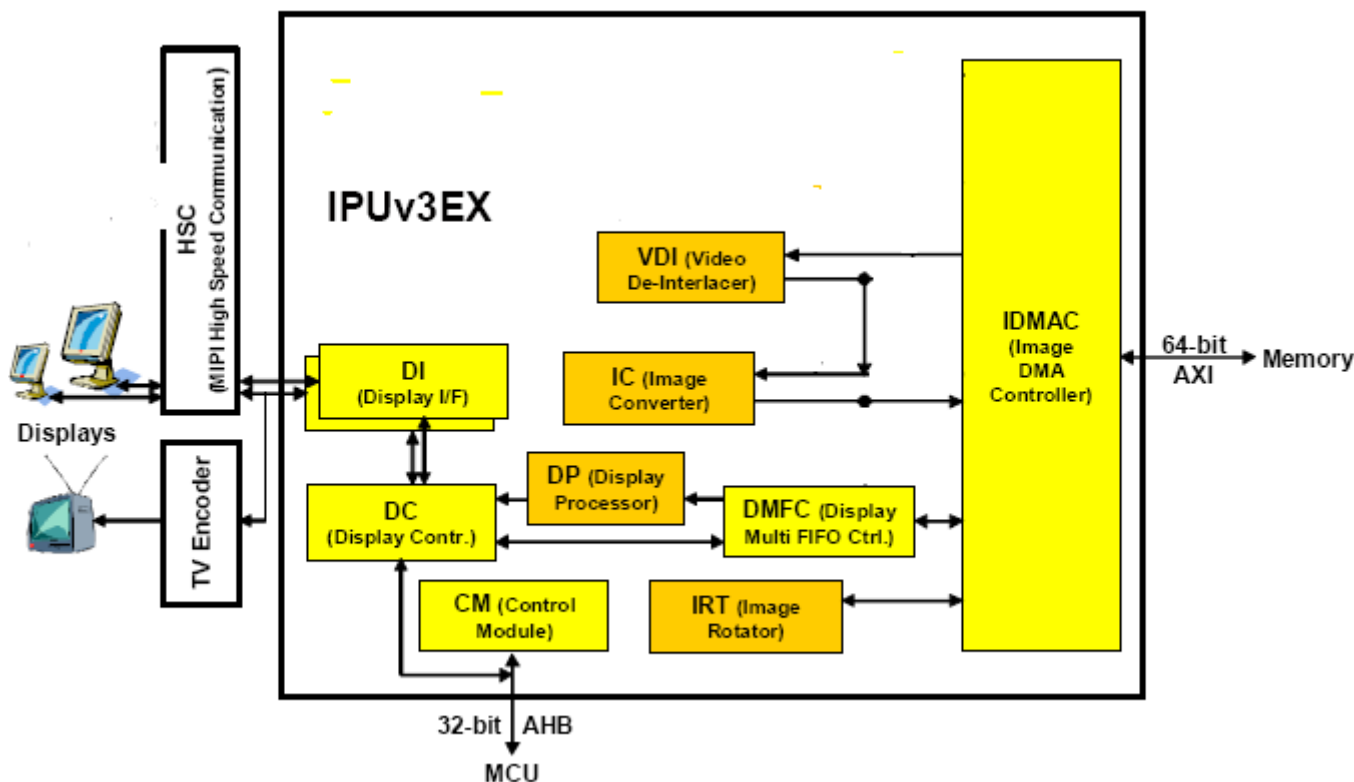 HSC
(MIPI High Speed Communication)
IPUv3EX
VDI (Video
De-Interlacer)
IDMAC
(Image
DMA
Controller)
64-bit
AXI
Memory
IC (Image
Converter)
DI
(Display I/F)
Displays
TV Encoder
DC
(Display Contr.)
DP (Display
Processor)
DMFC (Display
Multi FIFO Ctrl.)
CM (Control
Module)
IRT (Image
Rotator)
32-bit AHB
MCU